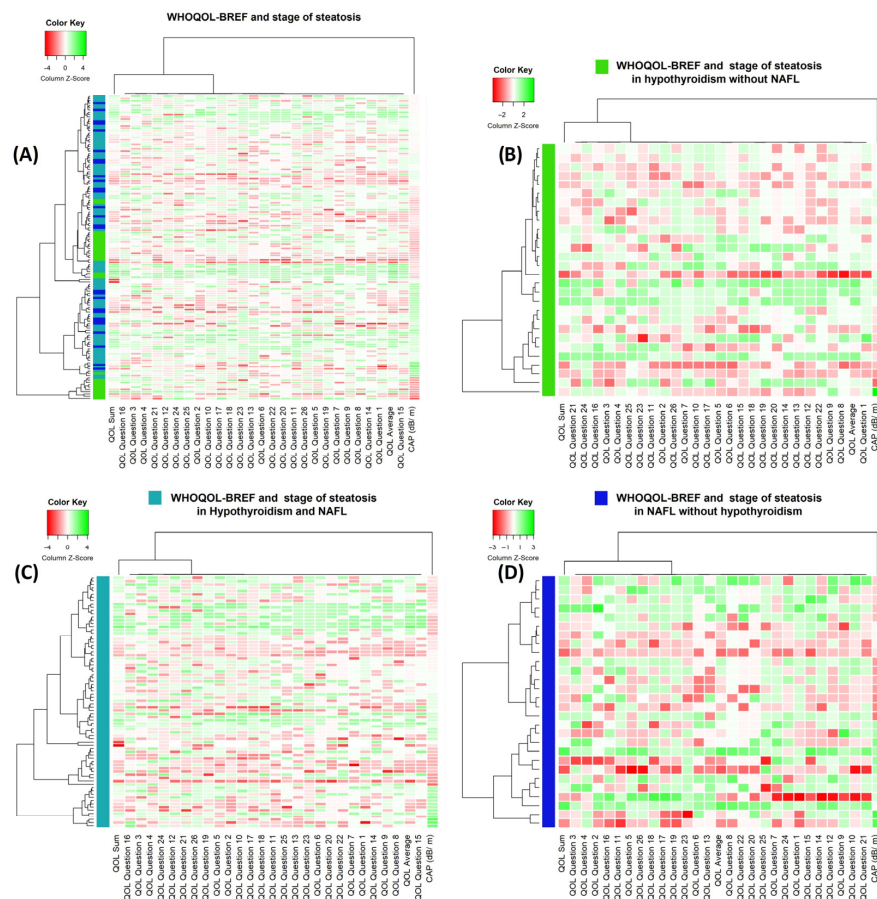 WHOQOL-BREF and stage of steatosis
Color Key
-4 0 4
Column Z-Score
(A)
QOL Sum
QOL Question 16
QOL Question 3
QOL Question 4
QOL Question 21
QOL Question 12
QOL Question 24
QOL Question 25
QOL Question 2
QOL Question 10
QOL Question 17
QOL Question 18
QOL Question 23
QOL Question 13
QOL Question 6
QOL Question 22
QOL Question 20
QOL Question 11
QOL Question 26
QOL Question 5
QOL Question 19
QOL Question 7
QOL Question 9
QOL Question 8
QOL Question 14
QOL Question 1
QOL Average
QOL Question 15
CAP (dB/ m)
WHOQOL-BREF and stage of steatosis
in hypothyroidism without NAFL
Color Key
-2 0 2
Column Z-Score
(B)
QOL Sum
QOL Question 21
QOL Question 24
QOL Question 16
QOL Question 3
QOL Question 4
QOL Question 25
QOL Question 23
QOL Question 11
QOL Question 2
QOL Question 26
QOL Question 7
QOL Question 10
QOL Question 17
QOL Question 5
QOL Question 6
QOL Question 15
QOL Question 18
QOL Question 19
QOL Question 20
QOL Question 14
QOL Question 13
QOL Question 12
QOL Question 22
QOL Question 9
QOL Question 8
QOL Average
QOL Question 1
CAP (dB/ m)
WHOQOL-BREF and stage of steatosis
in Hypothyroidism and NAFL
Color Key
-4 0 4
Column Z-Score
(C)
QOL Sum
QOL Question 16
QOL Question 3
QOL Question 4
QOL Question 24
QOL Question 12
QOL Question 21
QOL Question 26
QOL Question 19
QOL Question 5
QOL Question 2
QOL Question 10
QOL Question 17
QOL Question 18
QOL Question 11
QOL Question 25
QOL Question 13
QOL Question 23
QOL Question 6
QOL Question 20
QOL Question 22
QOL Question 7
QOL Question 1
QOL Question 14
QOL Question 9
QOL Question 8
QOL Average
QOL Question 15
CAP (dB/ m)
WHOQOL-BREF and stage of steatosis
in NAFL without hypothyroidism
Color Key
-3 -1 1 3
Column Z-Score
(D)
QOL Sum
QOL Question 3
QOL Question 4
QOL Question 2
QOL Question 16
QOL Question 11
QOL Question 5
QOL Question 26
QOL Question 18
QOL Question 17
QOL Question 19
QOL Question 23
QOL Question 6
QOL Question 13
QOL Average
QOL Question 8
QOL Question 22
QOL Question 20
QOL Question 25
QOL Question 7
QOL Question 24
QOL Question 1
QOL Question 15
QOL Question 14
QOL Question 12
QOL Question 9
QOL Question 10
QOL Question 21
CAP (dB/ m)